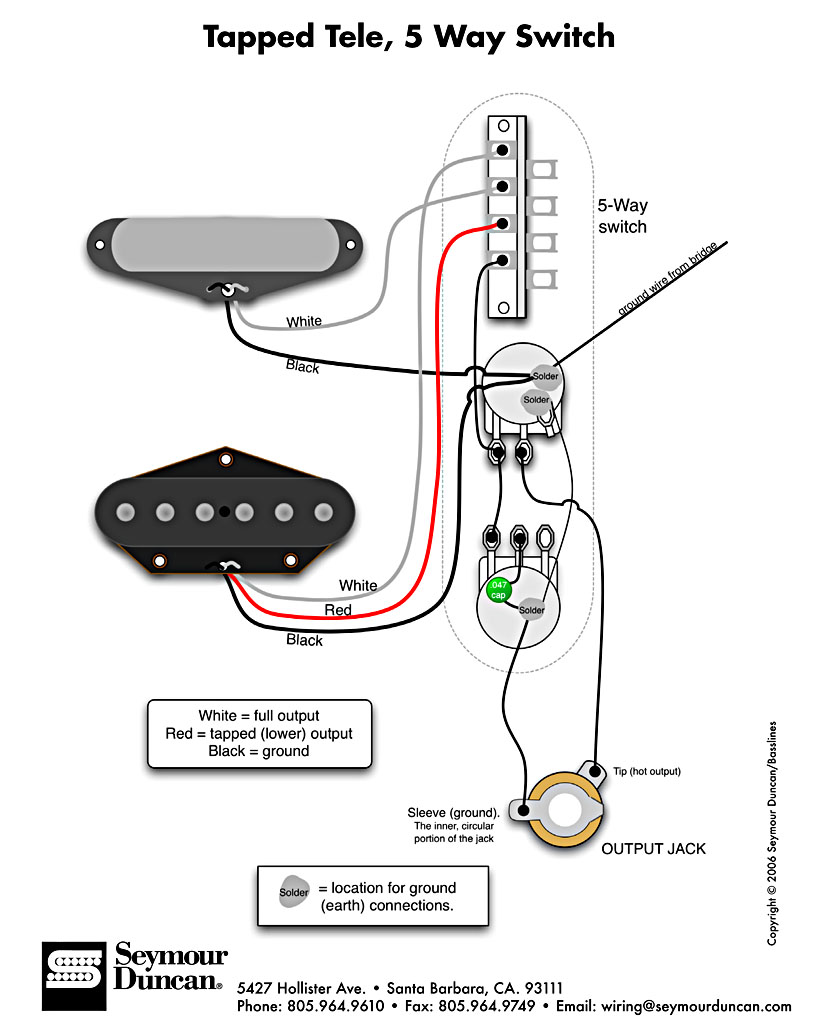 Tapped Tele, 5 Way Switch
5-Way
switch
ground wire from bridge
White
Black
Solder
Solder
White
Red
Black
.047
cap
Solder
White = full output
Red = tapped (lower) output
Black = ground
Tip (hot output)
Sleeve (ground).
The inner, circular
portion of the jack
OUTPUT JACK
Solder
= location for ground
(earth) connections.
Copyright © 2006 Seymour Duncan/Basslines
Seymour
Duncan®
5427 Hollister Ave. • Santa Barbara, CA. 93111
Phone: 805.964.9610 • Fax: 805.964.9749 • Email: wiring@seymourduncan.com